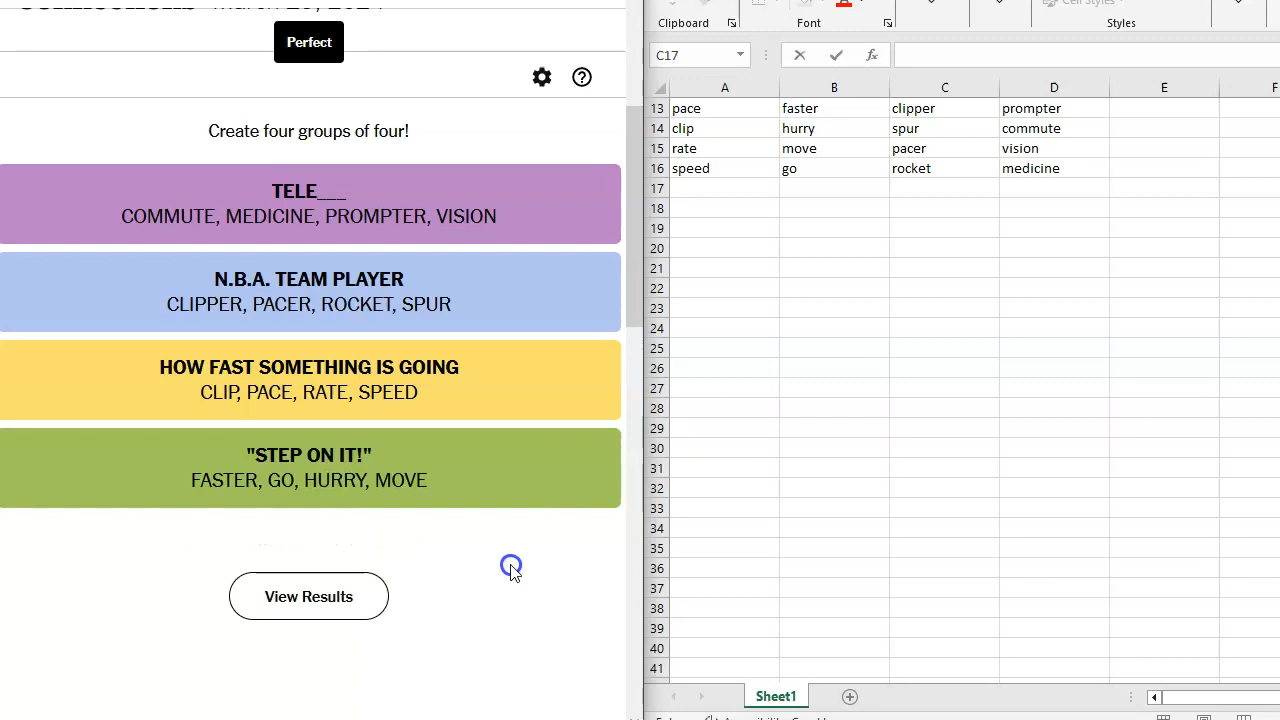 Perfect
Create four groups of four!
TELE___
COMMUTE, MEDICINE, PROMPTER, VISION
N.B.A. TEAM PLAYER
CLIPPER, PACER, ROCKET, SPUR
HOW FAST SOMETHING IS GOING
CLIP, PACE, RATE, SPEED
"STEP ON IT!"
FASTER, GO, HURRY, MOVE
View Results
Clipboard
Font
Cell Styles
Styles
C17
fx
A B C D E F
13 pace faster clipper prompter
14 clip hurry spur commute
15 rate move pacer vision
16 speed go rocket medicine
17
18
19
20
21
22
23
24
25
26
27
28
29
30
31
32
33
34
35
36
37
38
39
40
41
Sheet1